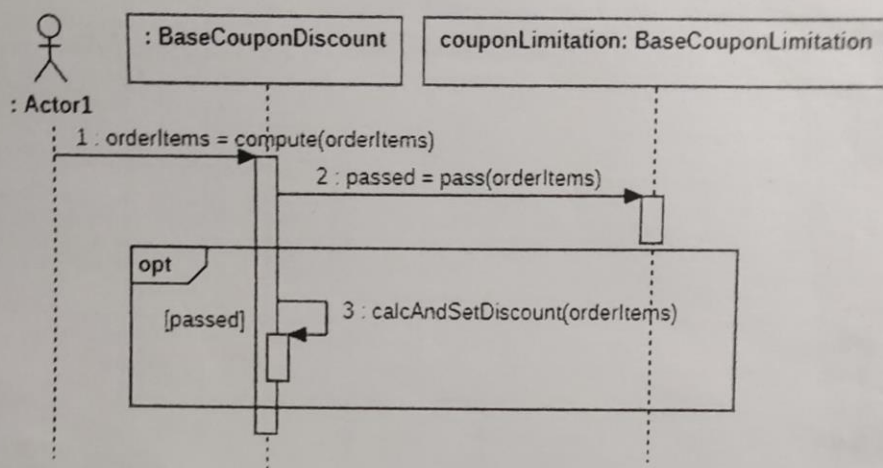 : BaseCouponDiscount
couponLimitation: BaseCouponLimitation
: Actor1
1 : orderItems = compute(orderItems)
2 : passed = pass(orderItems)
opt
[passed]
3 : calcAndSetDiscount(orderItems)